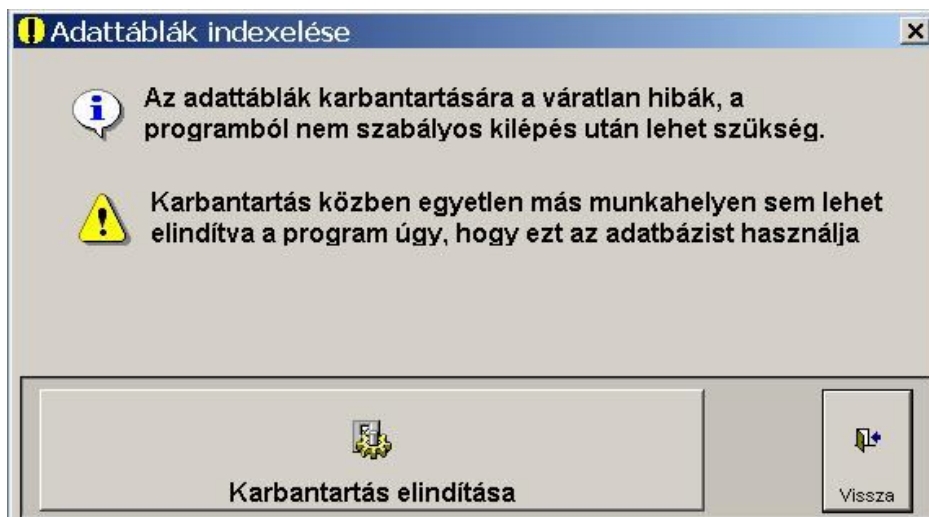 Adattáblák indexelése
Az adattáblák karbantartására a váratlan hibák, a
programból nem szabályos kilépés után lehet szükség.
Karbantartás közben egyetlen más munkahelyen sem lehet
elindítva a program úgy, hogy ezt az adatbázist használja
Karbantartás elindítása
Vissza